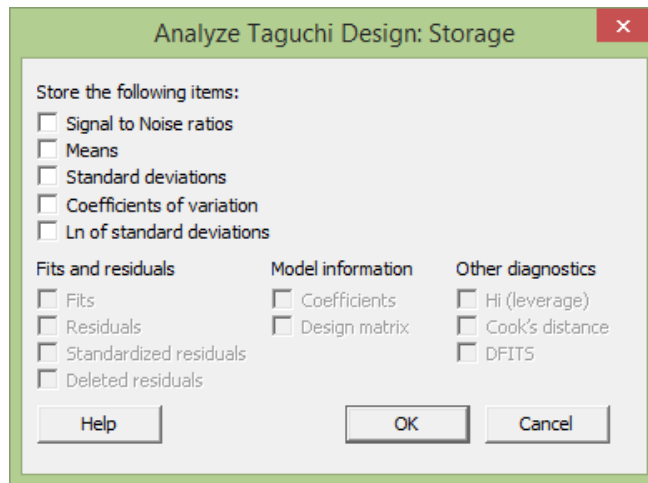 Analyze Taguchi Design: Storage
Store the following items:
Signal to Noise ratios
Means
Standard deviations
Coefficients of variation
Ln of standard deviations
Fits and residuals
Fits
Residuals
Standardized residuals
Deleted residuals
Model information
Coefficients
Design matrix
Other diagnostics
Hi (leverage)
Cook's distance
DFITS
Help
OK
Cancel